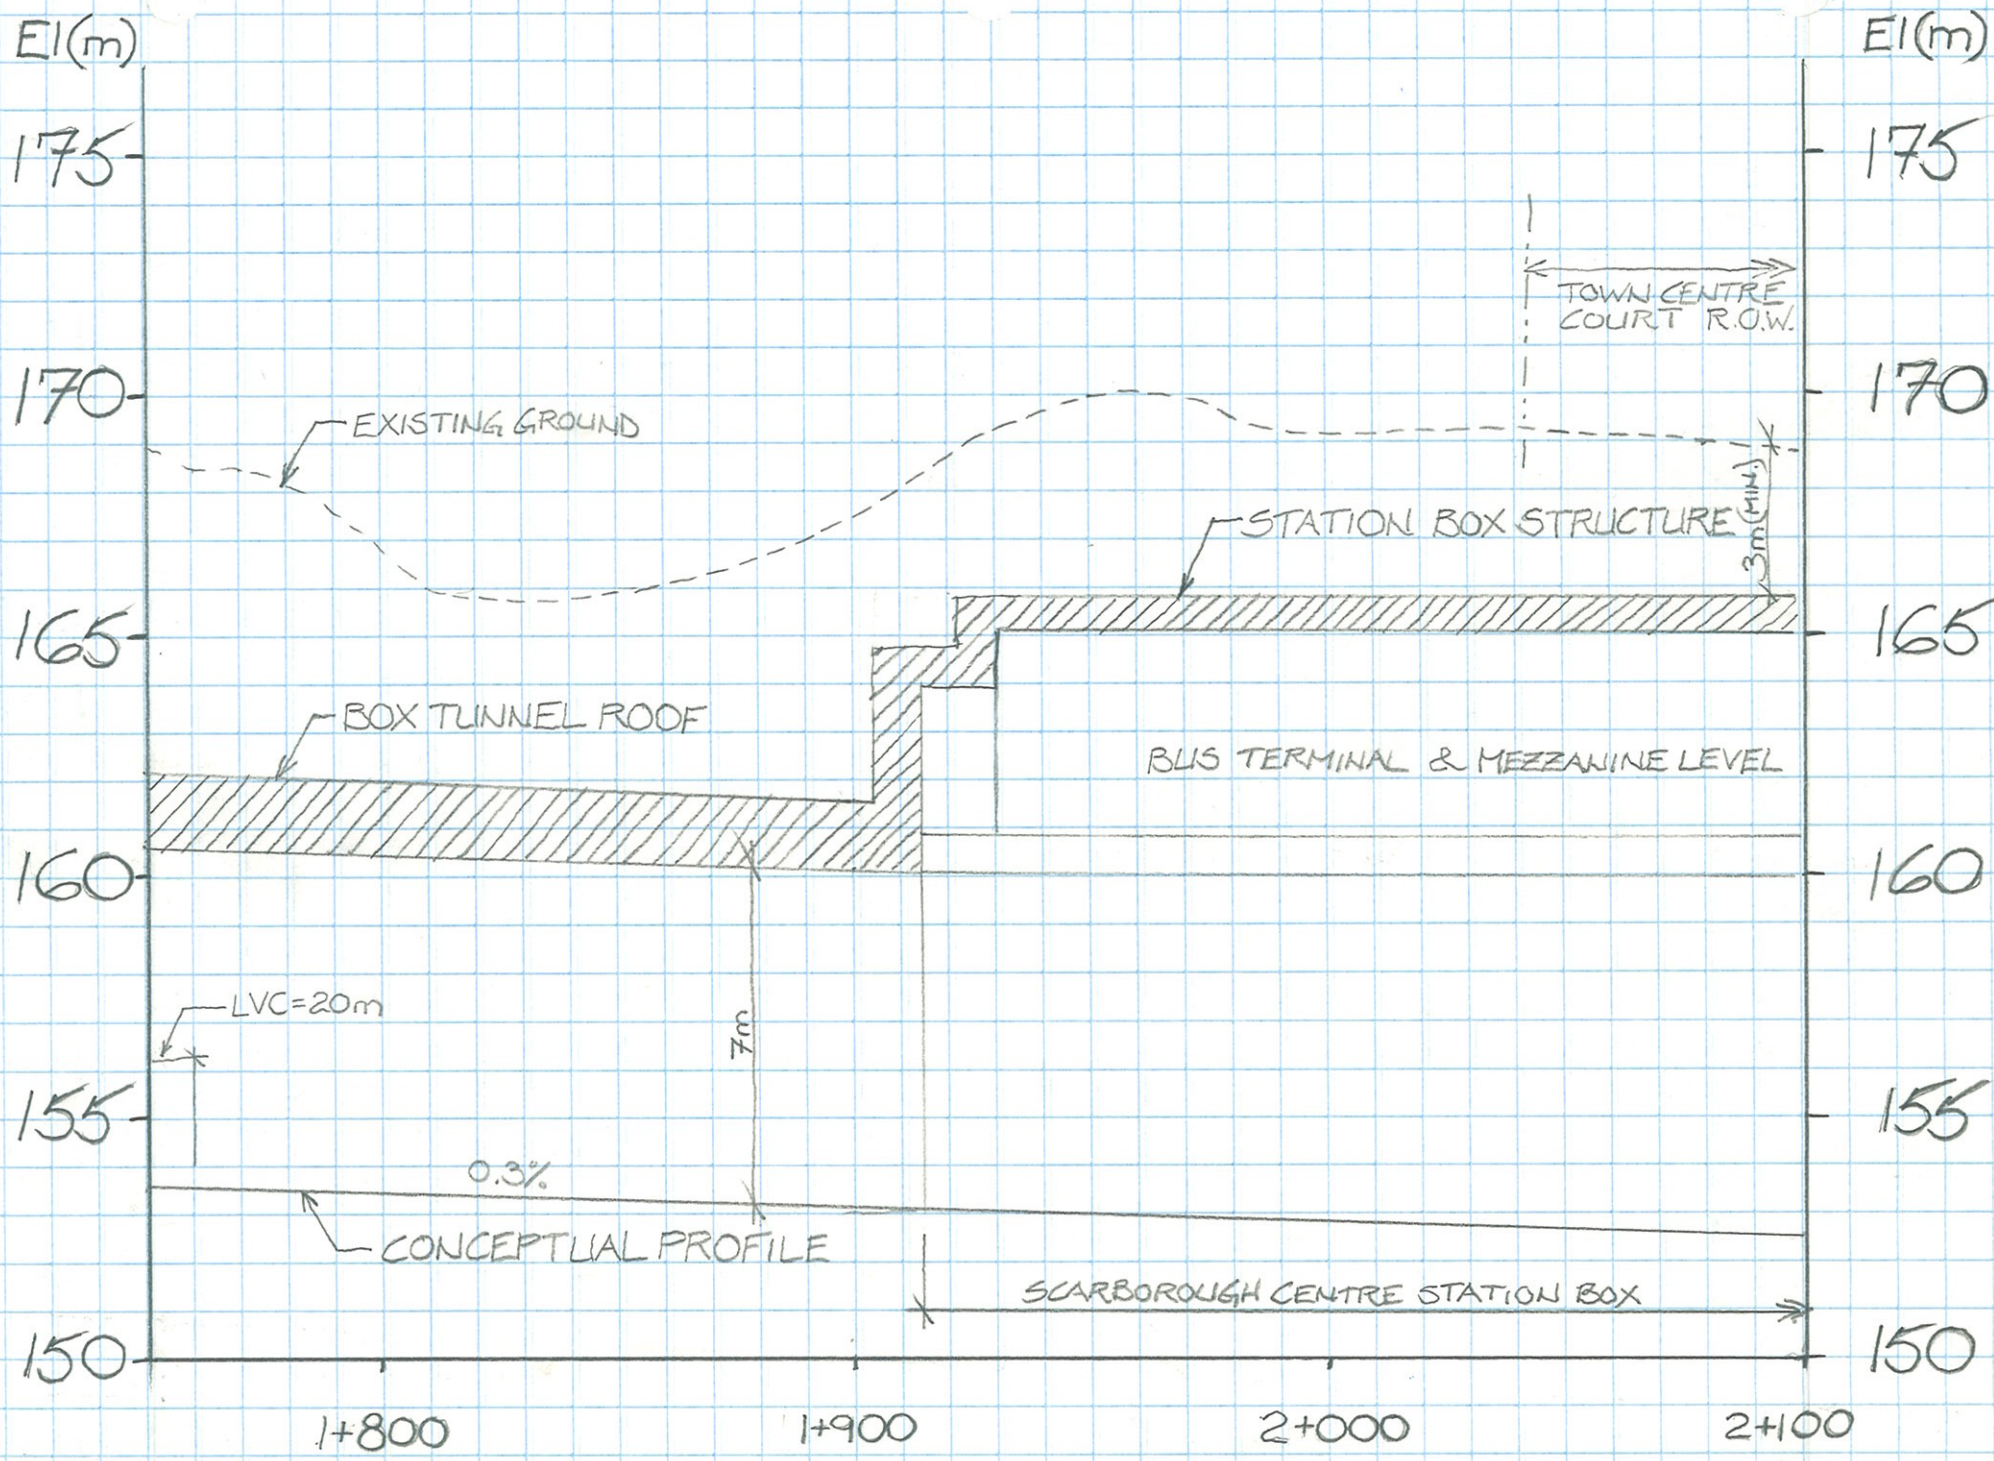 El(m)
El(m)
175
175
TOWN CENTRE
COURT R.O.W.
170
170
EXISTING GROUND
3m (MIN.)
STATION BOX STRUCTURE
165
165
BOX TUNNEL ROOF
BUS TERMINAL & MEZZANINE LEVEL
160
160
LVC=20m
7m
155
155
0.3%
CONCEPTUAL PROFILE
SCARBOROUGH CENTRE STATION BOX
150
150
1+800
1+900
2+000
2+100